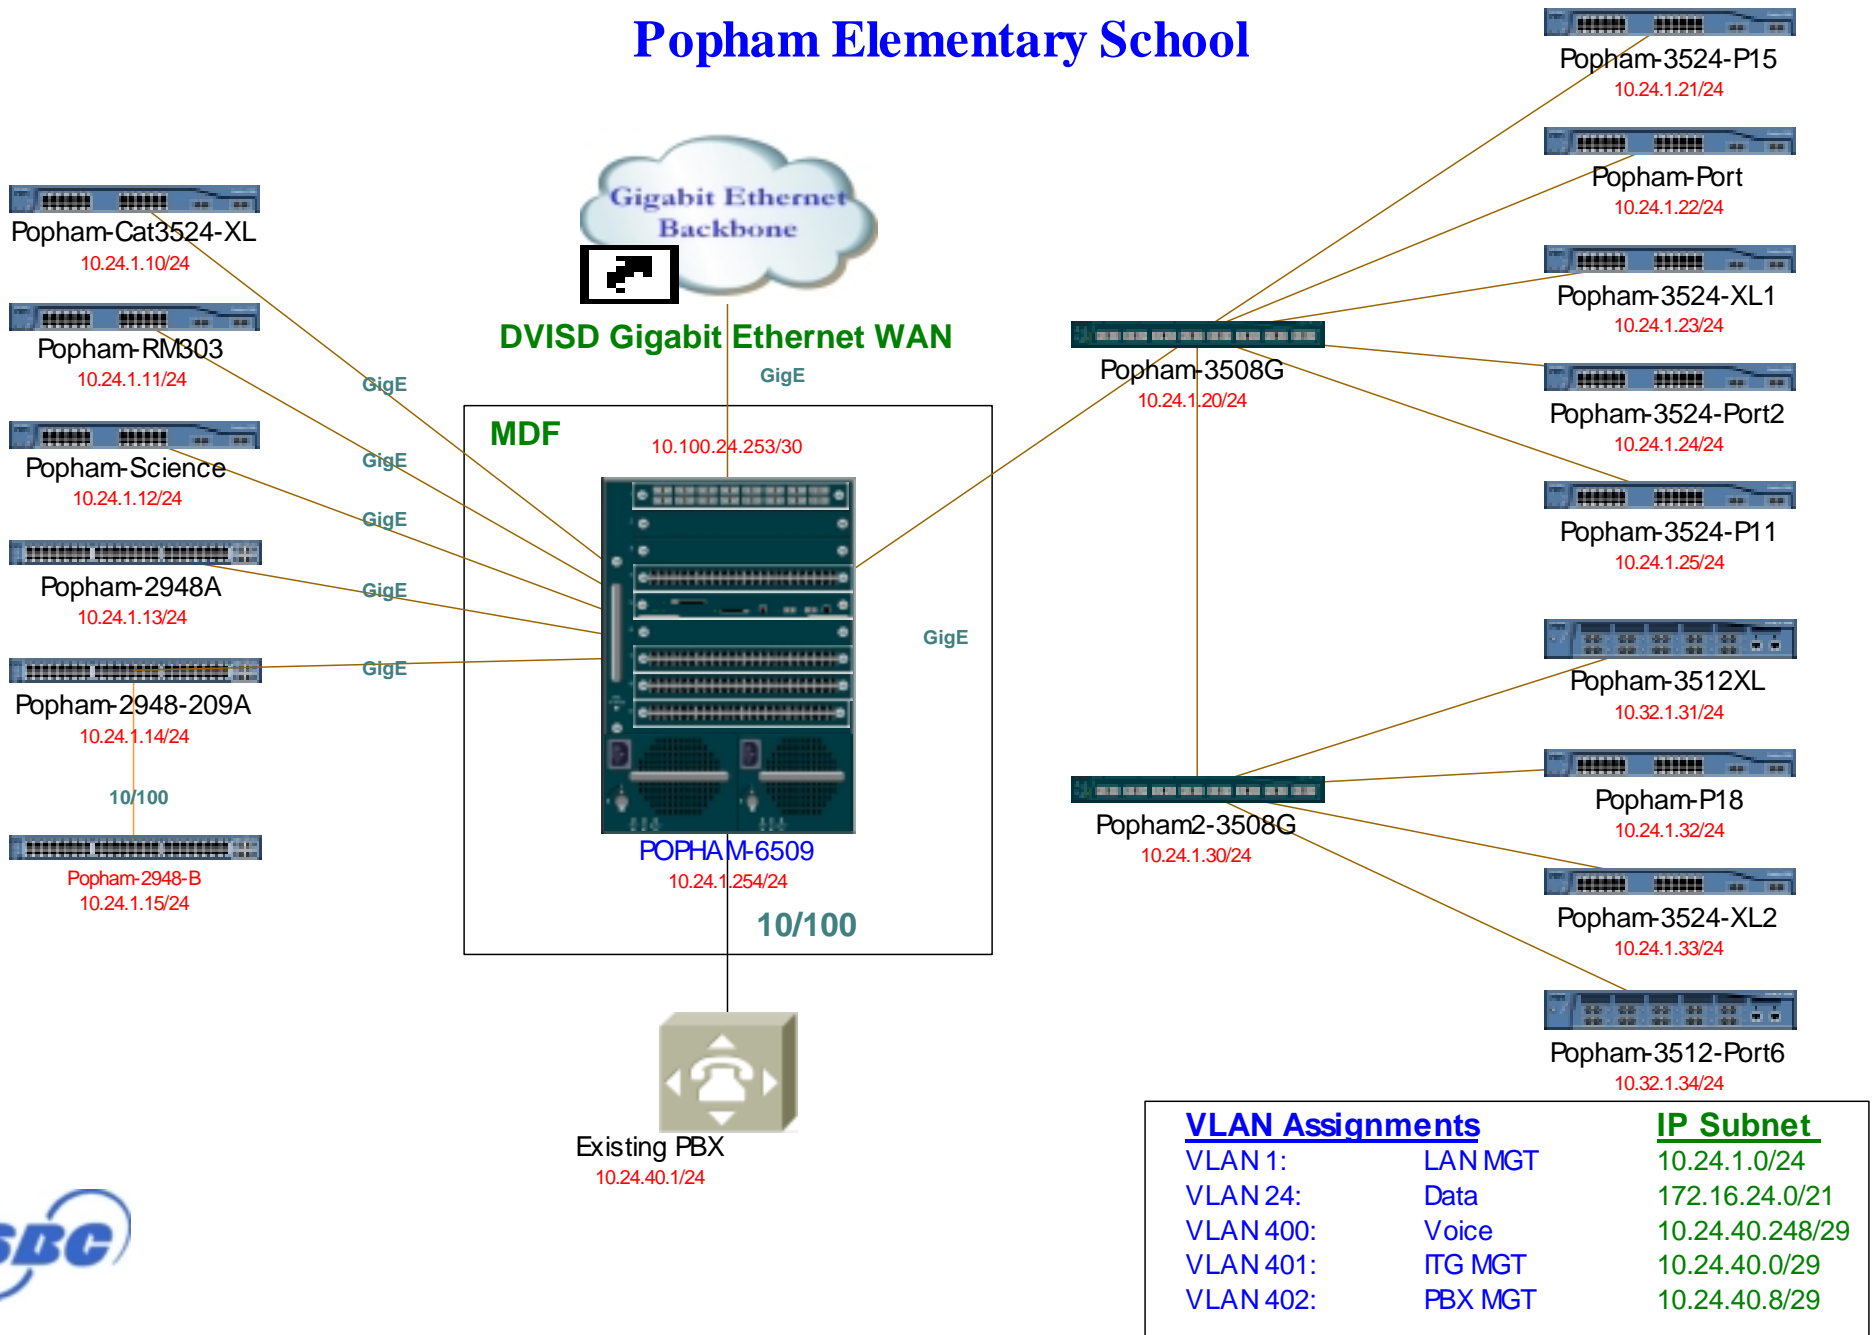 Popham Elementary School
Gigabit Ethernet
Backbone
DVISD Gigabit Ethernet WAN
GigE
MDF
10.100.24.253/30
POPHAM-6509
10.24.1.254/24
10/100
Existing PBX
10.24.40.1/24
Popham-Cat3524-XL
10.24.1.10/24
Popham-RM303
10.24.1.11/24
GigE
Popham-Science
10.24.1.12/24
GigE
GigE
Popham-2948A
10.24.1.13/24
GigE
Popham-2948-209A
10.24.1.14/24
GigE
10/100
Popham-2948-B
10.24.1.15/24
GigE
Popham-3508G
10.24.1.20/24
Popham2-3508G
10.24.1.30/24
Popham-3524-P15
10.24.1.21/24
Popham-Port
10.24.1.22/24
Popham-3524-XL1
10.24.1.23/24
Popham-3524-Port2
10.24.1.24/24
Popham-3524-P11
10.24.1.25/24
Popham-3512XL
10.32.1.31/24
Popham-P18
10.24.1.32/24
Popham-3524-XL2
10.24.1.33/24
Popham-3512-Port6
10.32.1.34/24
VLAN Assignments IP Subnet
VLAN 1: LAN MGT 10.24.1.0/24
VLAN 24: Data 172.16.24.0/21
VLAN 400: Voice 10.24.40.248/29
VLAN 401: ITG MGT 10.24.40.0/29
VLAN 402: PBX MGT 10.24.40.8/29
SBC